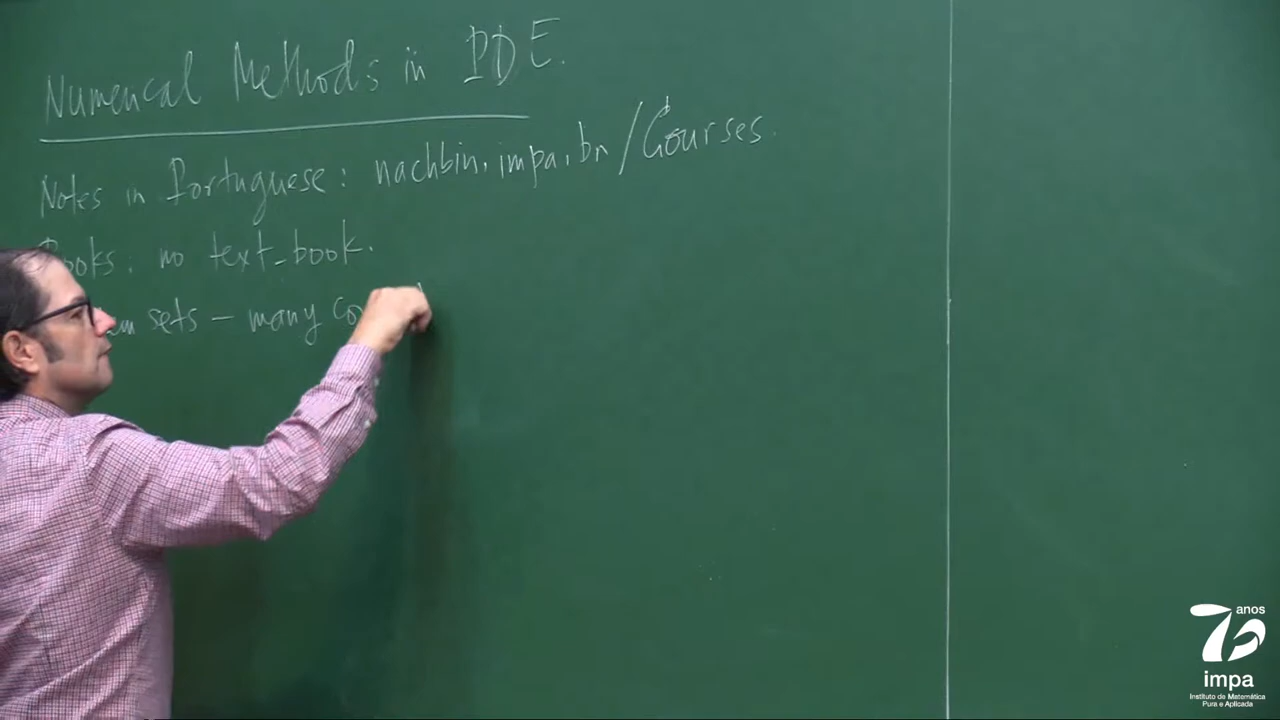 Numerical Methods in PDE.
Notes in Portuguese: nachbin.impa.br/Courses.
Books: no text-book.
sets – many
75 anos
impa
Instituto de Matemática
Pura e Aplicada